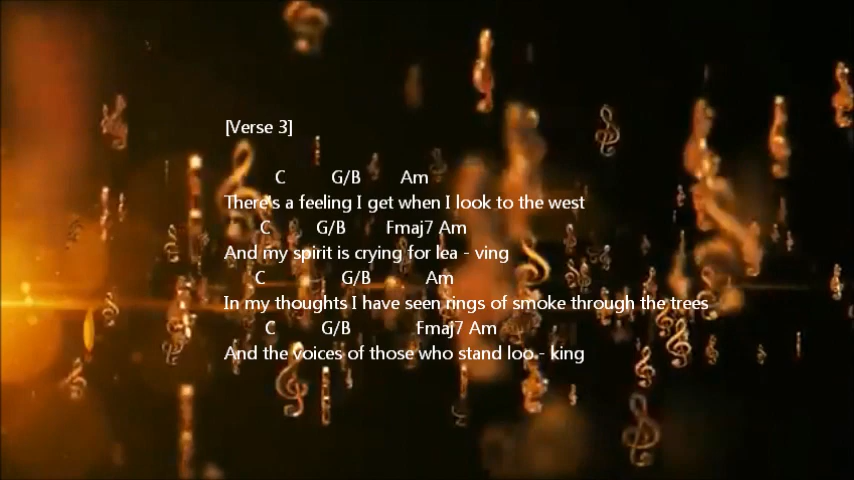 [Verse 3]
C G/B Am
There's a feeling I get when I look to the west
C G/B Fmaj7 Am
And my spirit is crying for lea - ving
C G/B Am
In my thoughts I have seen rings of smoke through the trees
C G/B Fmaj7 Am
And the voices of those who stand loo - king